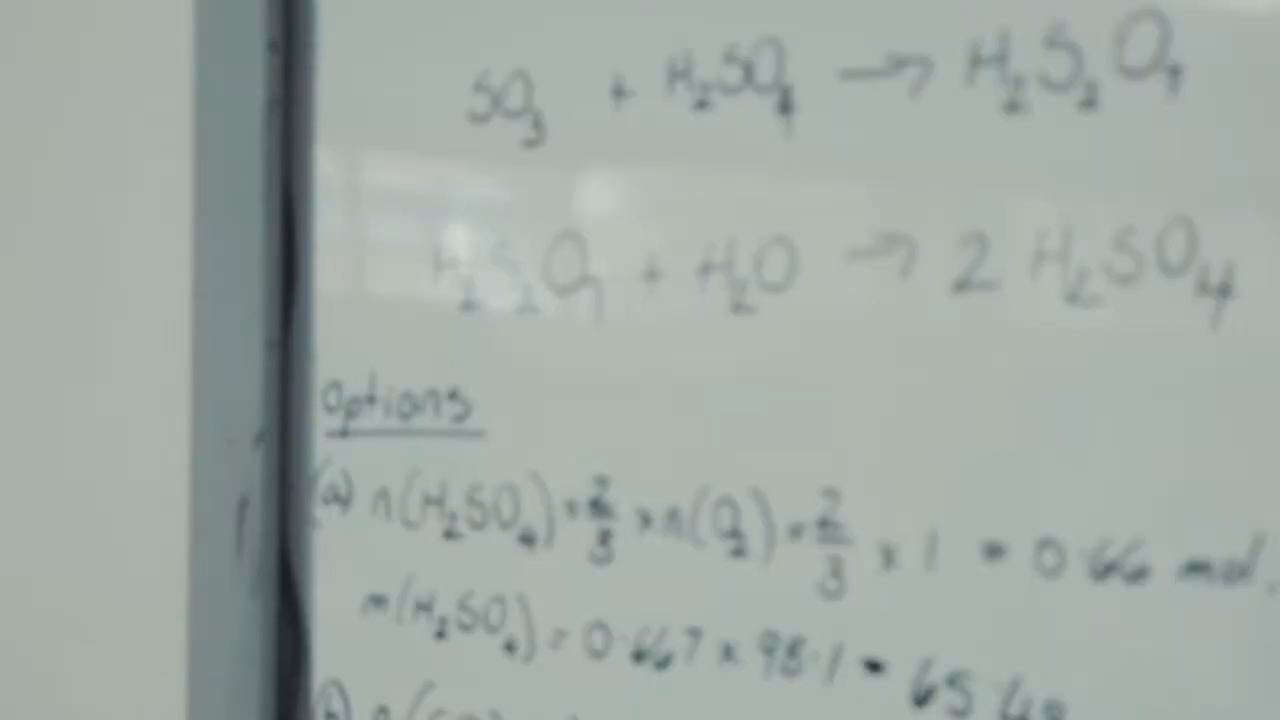 SO₃ + H₂SO₄ → H₂S₂O₇
H₂S₂O₇ + H₂O → 2 H₂SO₄
Options
(a) n(H₂SO₄) = 2/3 × n(O₂) = 2/3 × 1 = 0.66 mol.
m(H₂SO₄) = 0.667 × 98.1 = 65.4g